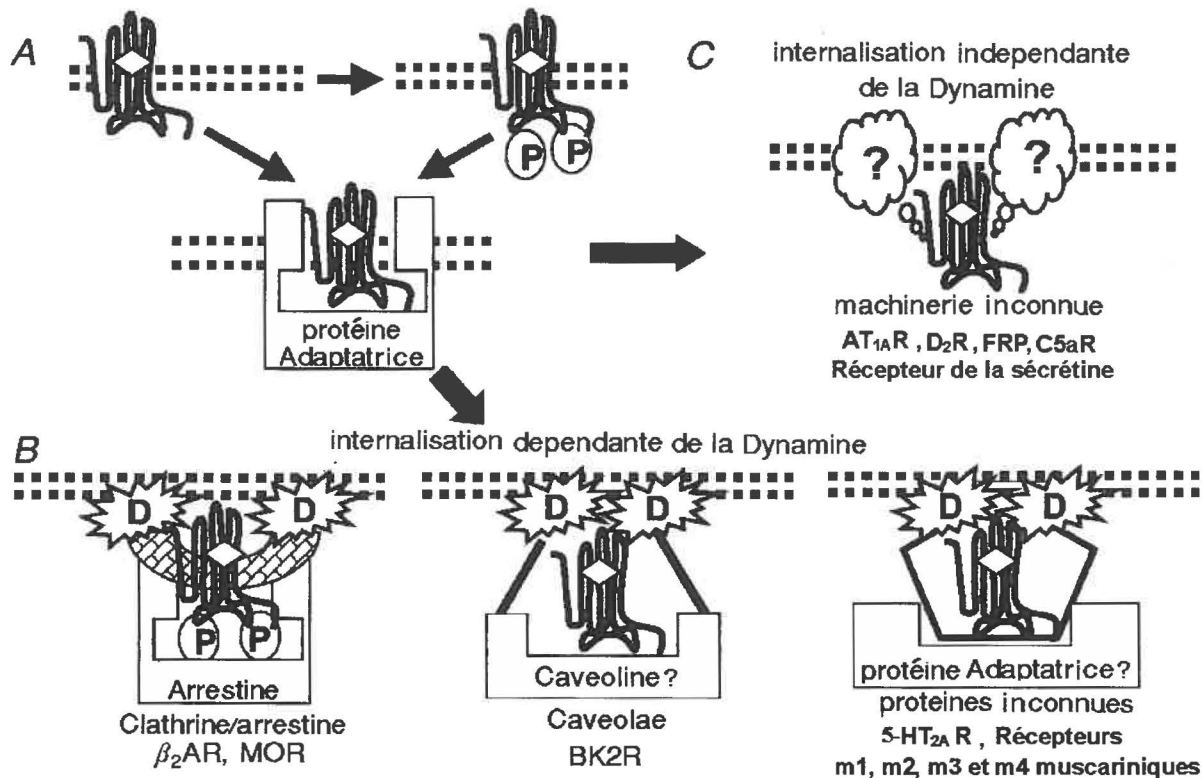 A
P P
protéine
Adaptatrice
C
internalisation independante
de la Dynamine
? ?
machinerie inconnue
AT1AR , D2R, FRP, C5aR
Récepteur de la sécrétine
B
internalisation dependante de la Dynamine
D D
P P
Arrestine
Clathrine/arrestine
β2AR, MOR
D D
Caveoline?
Caveolae
BK2R
D D
protéine Adaptatrice?
proteines inconnues
5-HT2A R , Récepteurs
m1, m2, m3 et m4 muscariniques